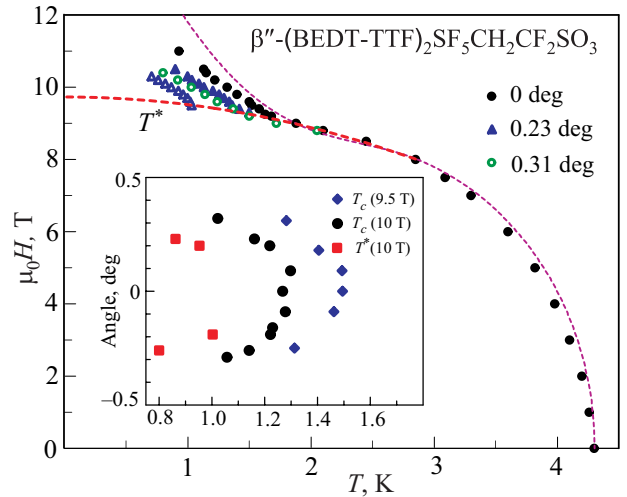 β″-(BEDT-TTF)₂SF₅CH₂CF₂SO₃
0 deg
0.23 deg
0.31 deg
T*
μ₀H, T
12
10
8
6
4
2
0
1
2
3
4
T, K
Angle, deg
0.5
0
–0.5
0.8
1.0
1.2
1.4
1.6
T_c (9.5 T)
T_c (10 T)
T* (10 T)